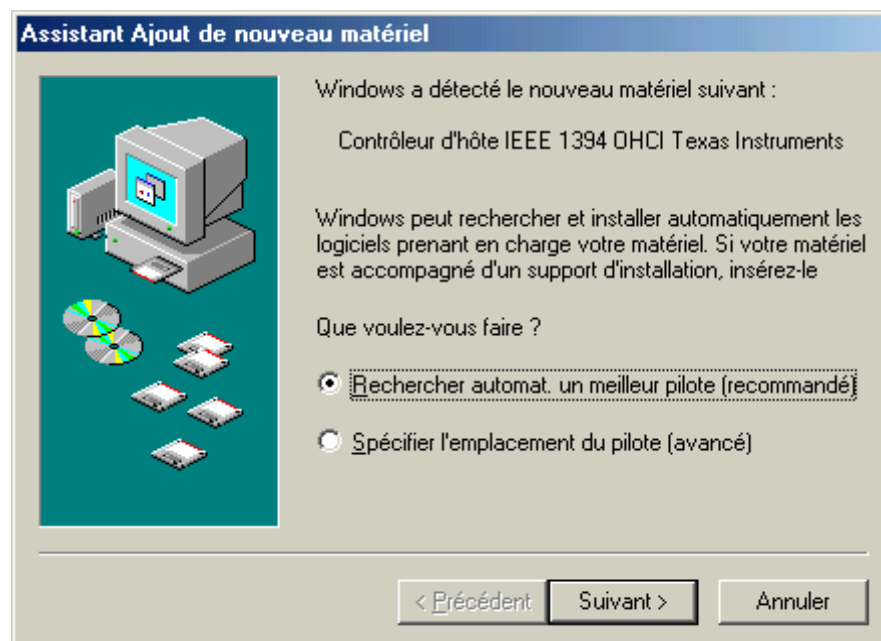 Assistant Ajout de nouveau matériel
Windows a détecté le nouveau matériel suivant :
Contrôleur d'hôte IEEE 1394 OHCI Texas Instruments
Windows peut rechercher et installer automatiquement les
logiciels prenant en charge votre matériel. Si votre matériel
est accompagné d'un support d'installation, insérez-le
Que voulez-vous faire ?
Rechercher automat. un meilleur pilote (recommandé)
Spécifier l'emplacement du pilote (avancé)
< Précédent
Suivant >
Annuler